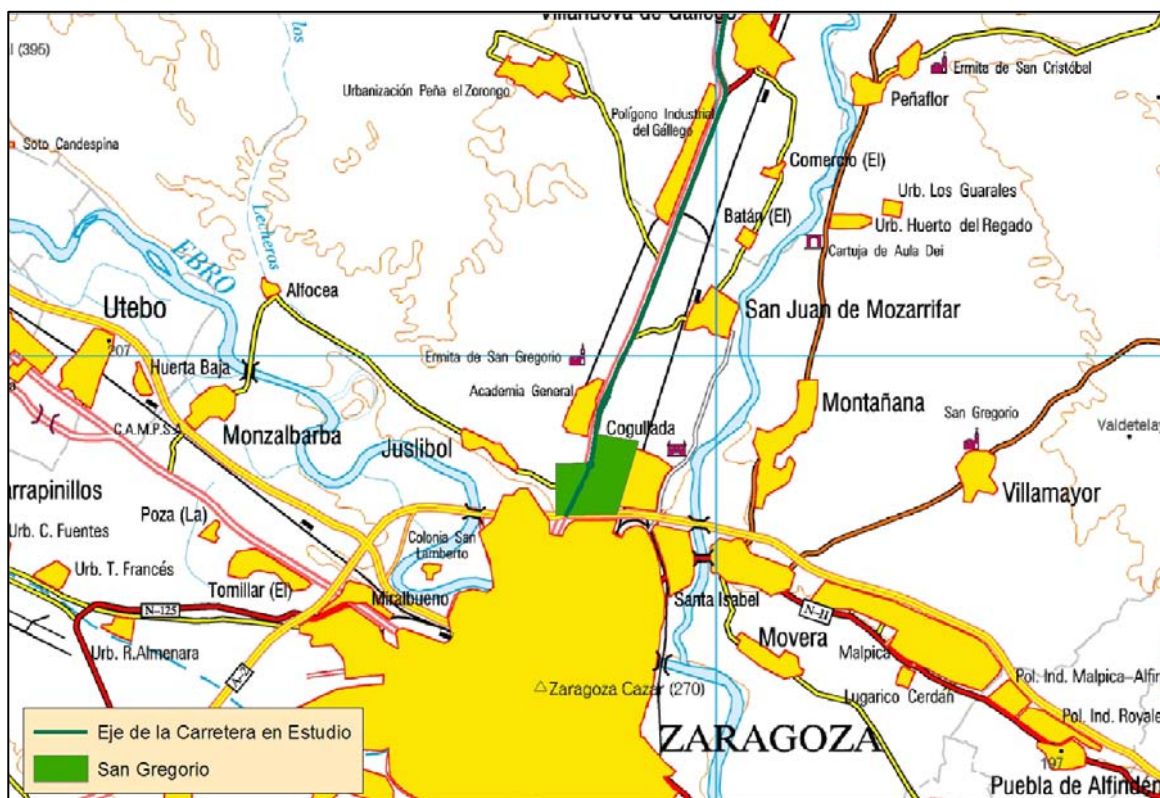 Villanueva de Gállego
(395)
los
Urbanización Peña el Zorongo
Ermita de San Cristóbal
Peñaflor
Polígono Industrial
del Gállego
Soto Candespina
Comercio (El)
Urb. Los Guarales
Lecheros
Batán (El)
Urb. Huerto del Regado
Cartuja de Aula Dei
EBRO
Alfocea
Utebo
San Juan de Mozarrifar
207
Ermita de San Gregorio
Huerta Baja
Academia General
Montañana
San Gregorio
Cogullada
C.A.M.P.S.A.
Monzalbarba
Juslibol
Valdetelay
Villamayor
arrapinillos
Poza (La)
Urb. C. Fuentes
Colonia San
Lamberto
Urb. T. Francés
Tomillar (El)
Miralbueno
Santa Isabel
N-125
N-II
Urb. R.Almenara
Movera
Malpica
A-2
Zaragoza Cazar (270)
Lugarico Cerdán
Pol. Ind. Malpica-Alfin
Pol. Ind. Royale
ZARAGOZA
197
Puebla de Alfindén
Eje de la Carretera en Estudio
San Gregorio